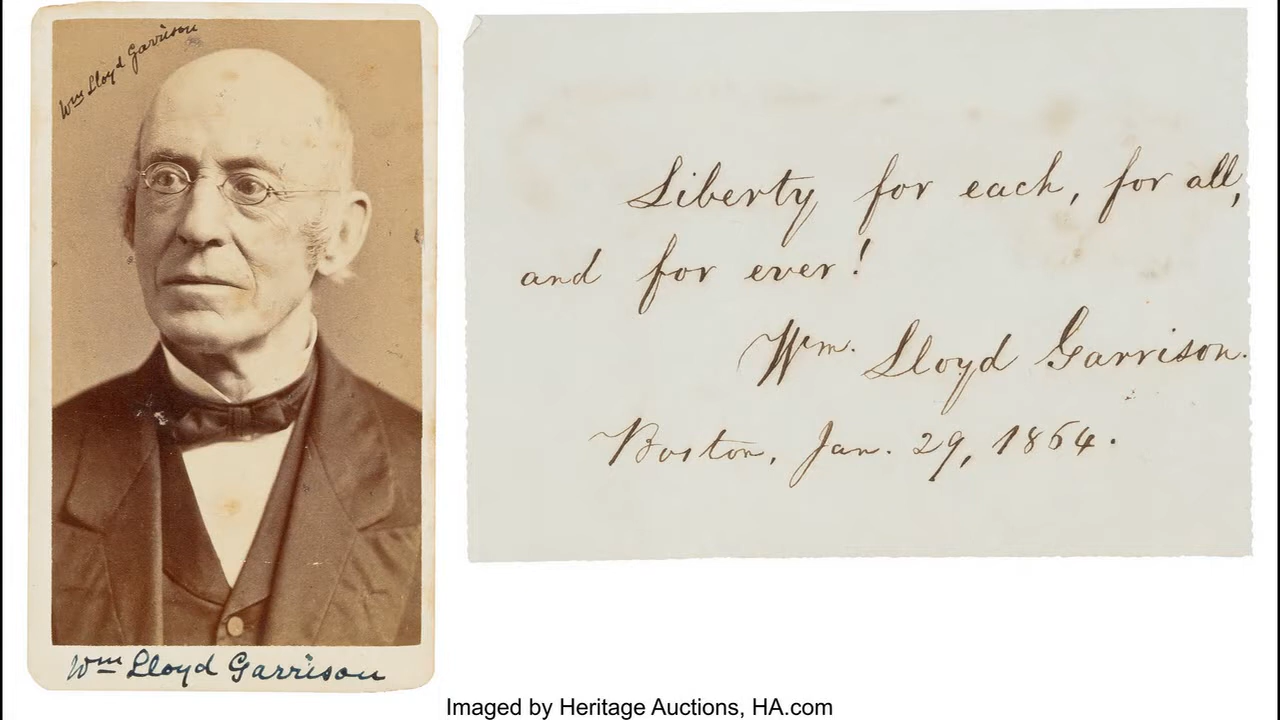 Wm Lloyd Garrison
Wm Lloyd Garrison
Liberty for each, for all,
and for ever!
Wm. Lloyd Garrison.
Boston, Jan. 29, 1864.
Imaged by Heritage Auctions, HA.com